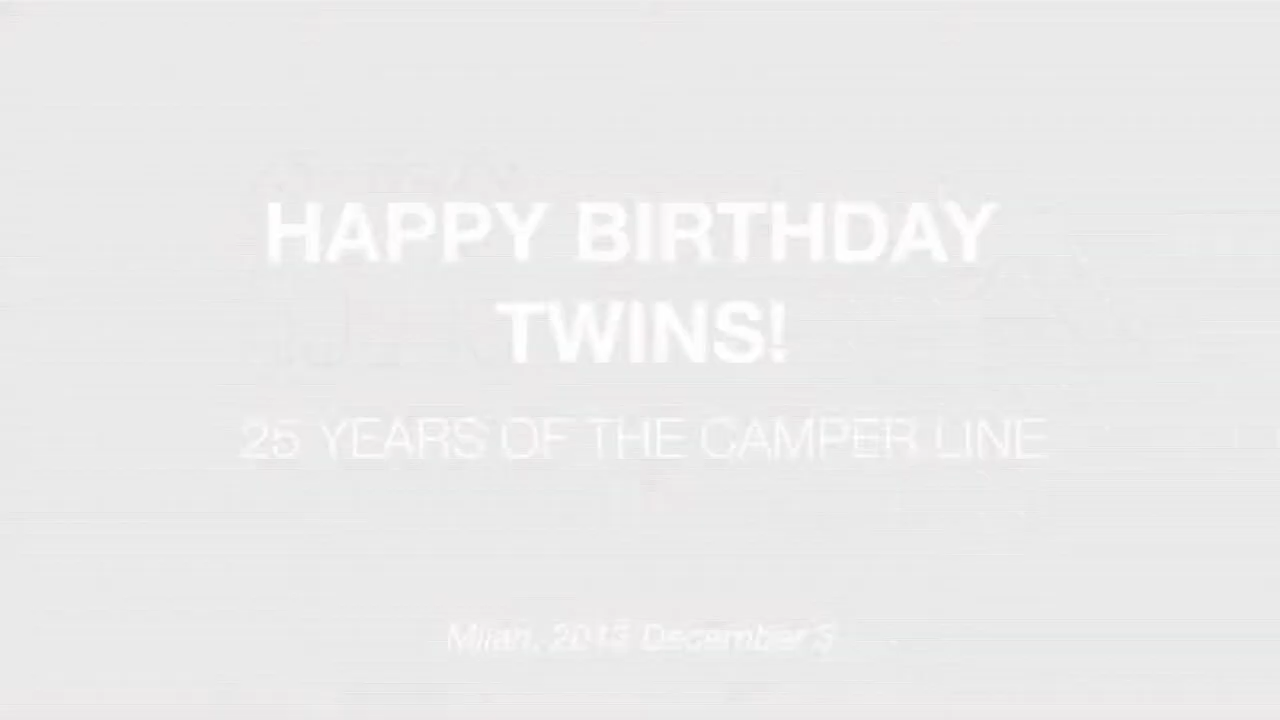 HAPPY BIRTHDAY
TWINS!
25 YEARS OF THE CAMPER LINE
Milan, 2013 December 5